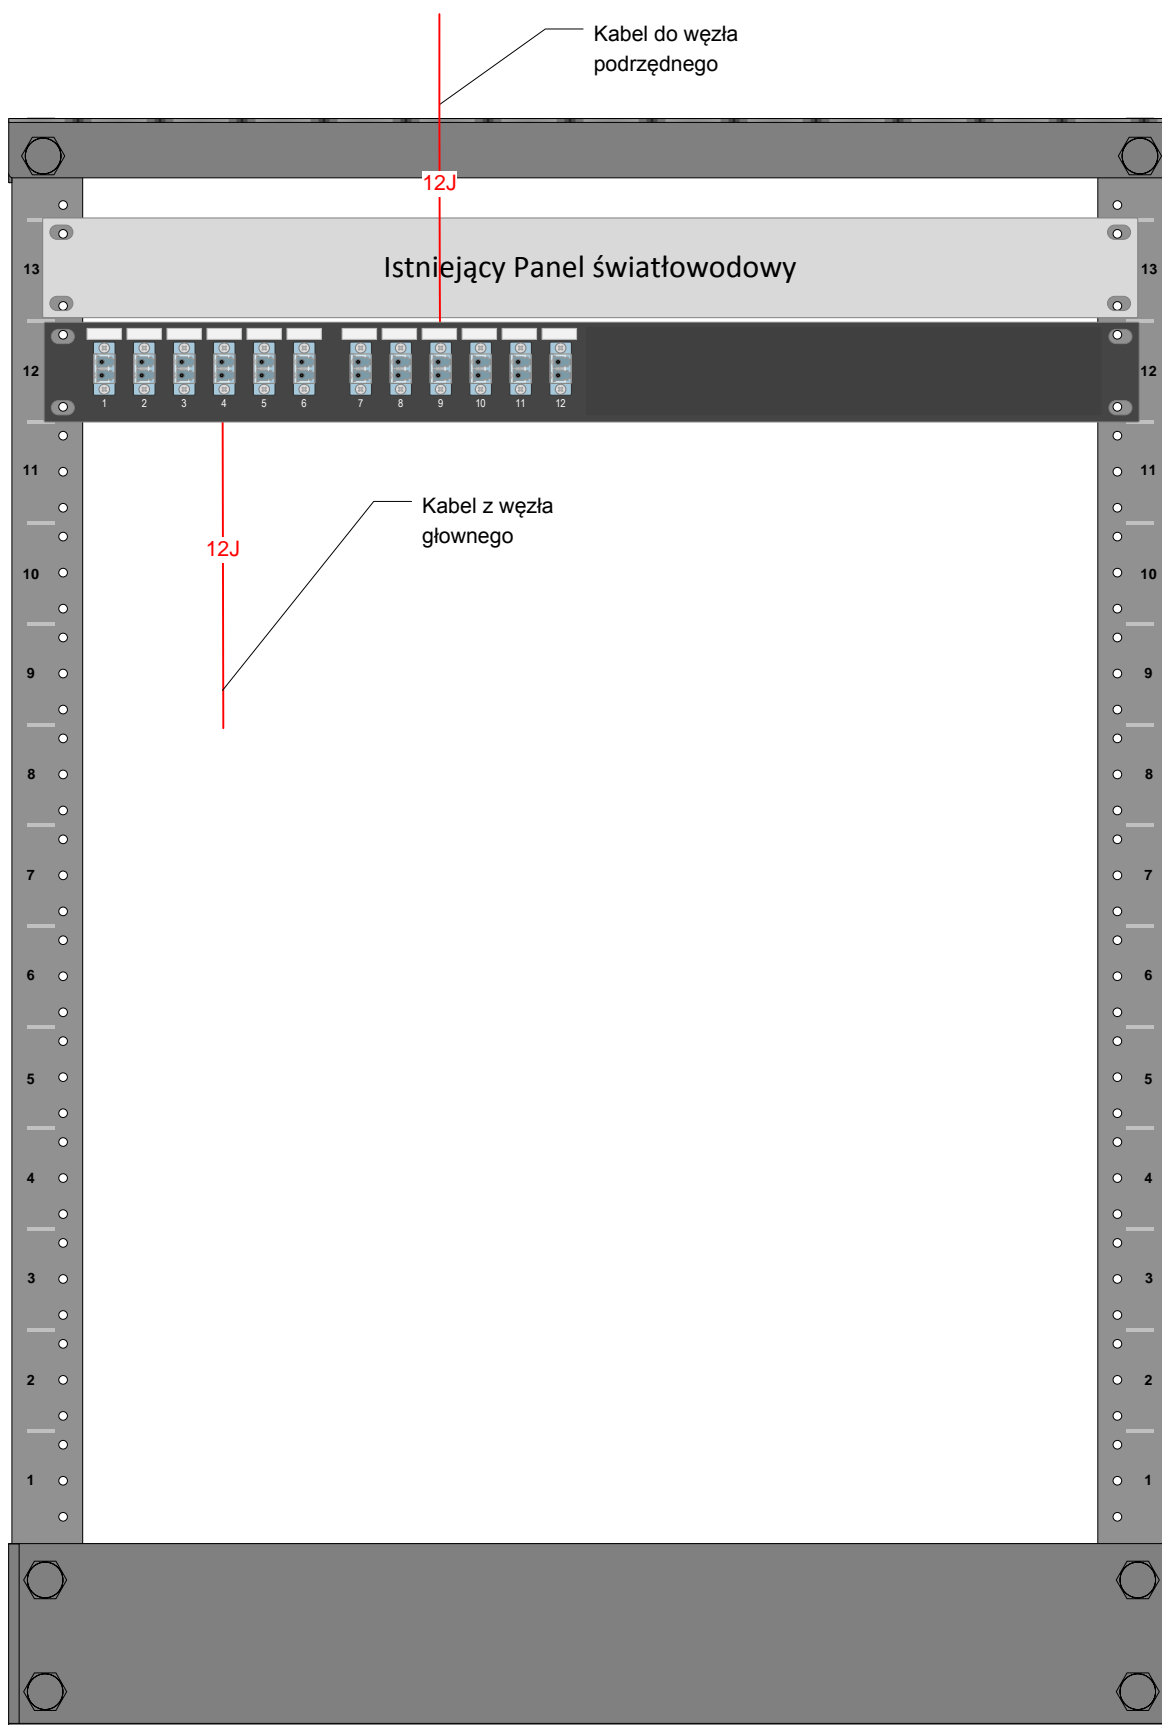 Kabel do węzła
podrzędnego
12J
Istniejący Panel światłowodowy
13 13
12 1 2 3 4 5 6 7 8 9 10 11 12 12
11 11
Kabel z węzła
głownego
12J
10 10
9 9
8 8
7 7
6 6
5 5
4 4
3 3
2 2
1 1